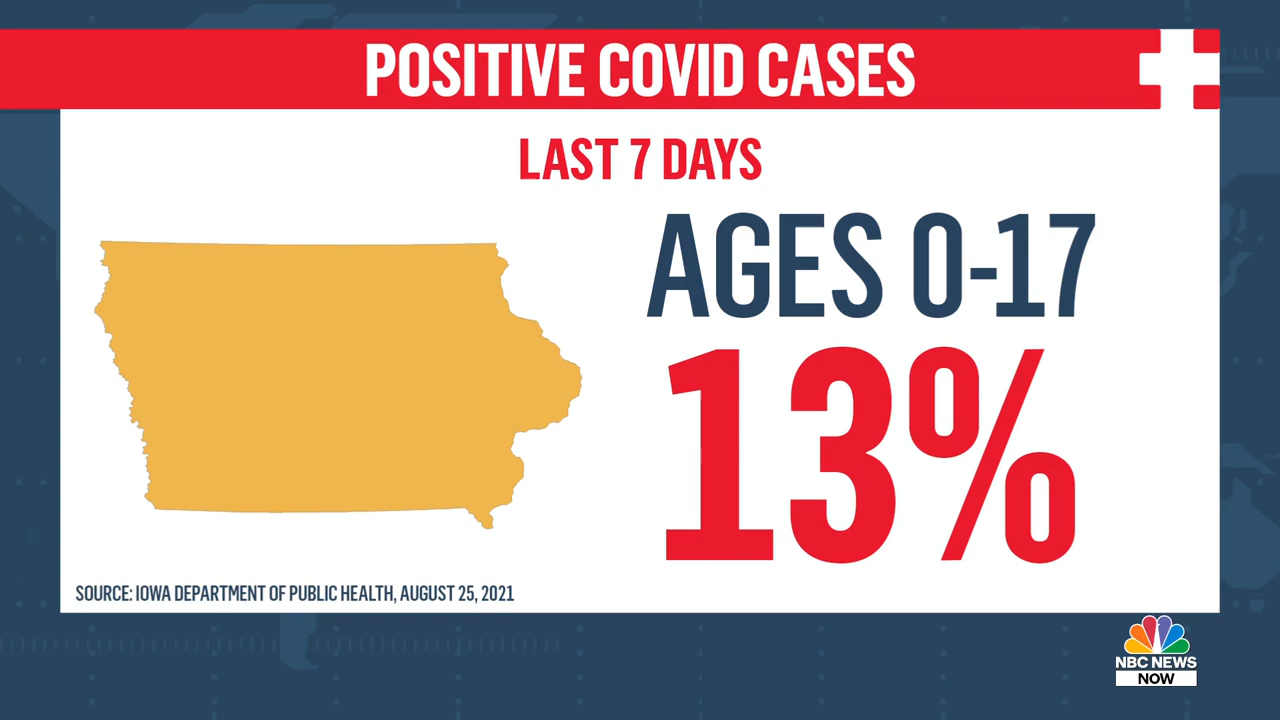 POSITIVE COVID CASES
LAST 7 DAYS
AGES 0-17
13%
SOURCE: IOWA DEPARTMENT OF PUBLIC HEALTH, AUGUST 25, 2021
NBC NEWS
NOW